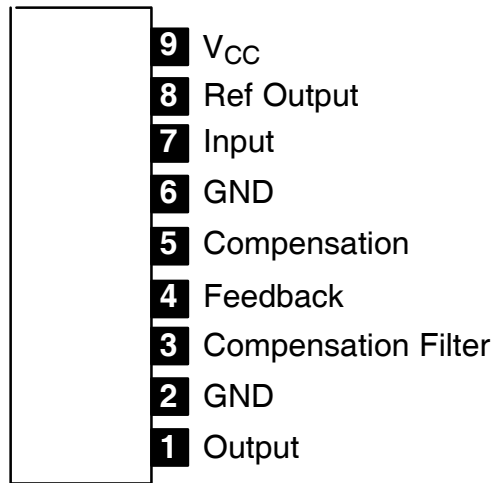 9 VCC
8 Ref Output
7 Input
6 GND
5 Compensation
4 Feedback
3 Compensation Filter
2 GND
1 Output